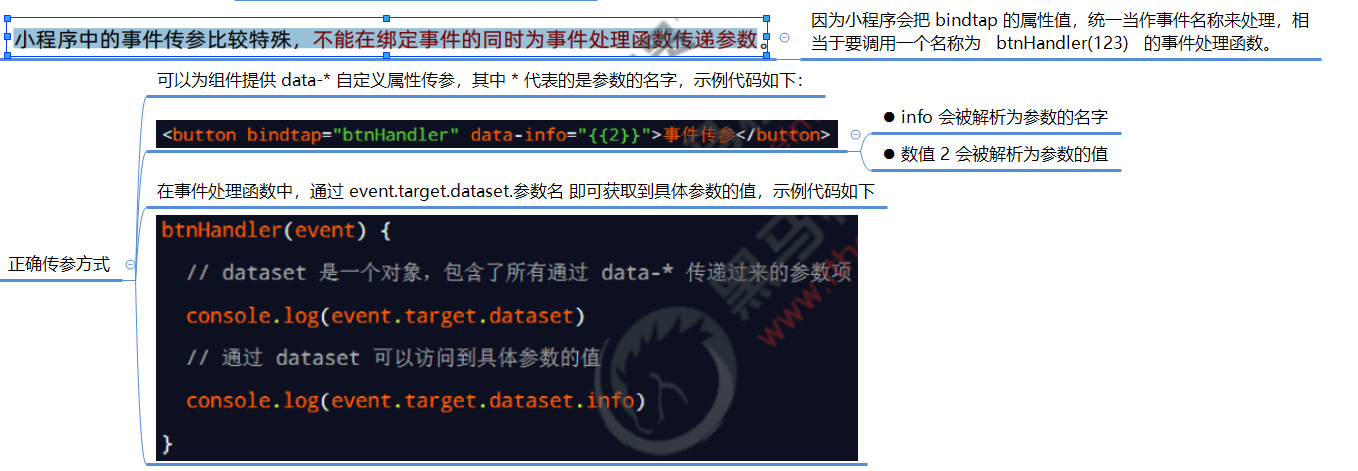 小程序中的事件传参比较特殊，不能在绑定事件的同时为事件处理函数传递参数。
因为小程序会把 bindtap 的属性值，统一当作事件名称来处理，相
当于要调用一个名称为 btnHandler(123) 的事件处理函数。
正确传参方式
可以为组件提供 data-* 自定义属性传参，其中 * 代表的是参数的名字，示例代码如下：
<button bindtap="btnHandler" data-info="{{2}}">事件传参</button>
● info 会被解析为参数的名字
● 数值 2 会被解析为参数的值
在事件处理函数中，通过 event.target.dataset.参数名 即可获取到具体参数的值，示例代码如下
btnHandler(event) {
// dataset 是一个对象，包含了所有通过 data-* 传递过来的参数项
console.log(event.target.dataset)
// 通过 dataset 可以访问到具体参数的值
console.log(event.target.dataset.info)
}